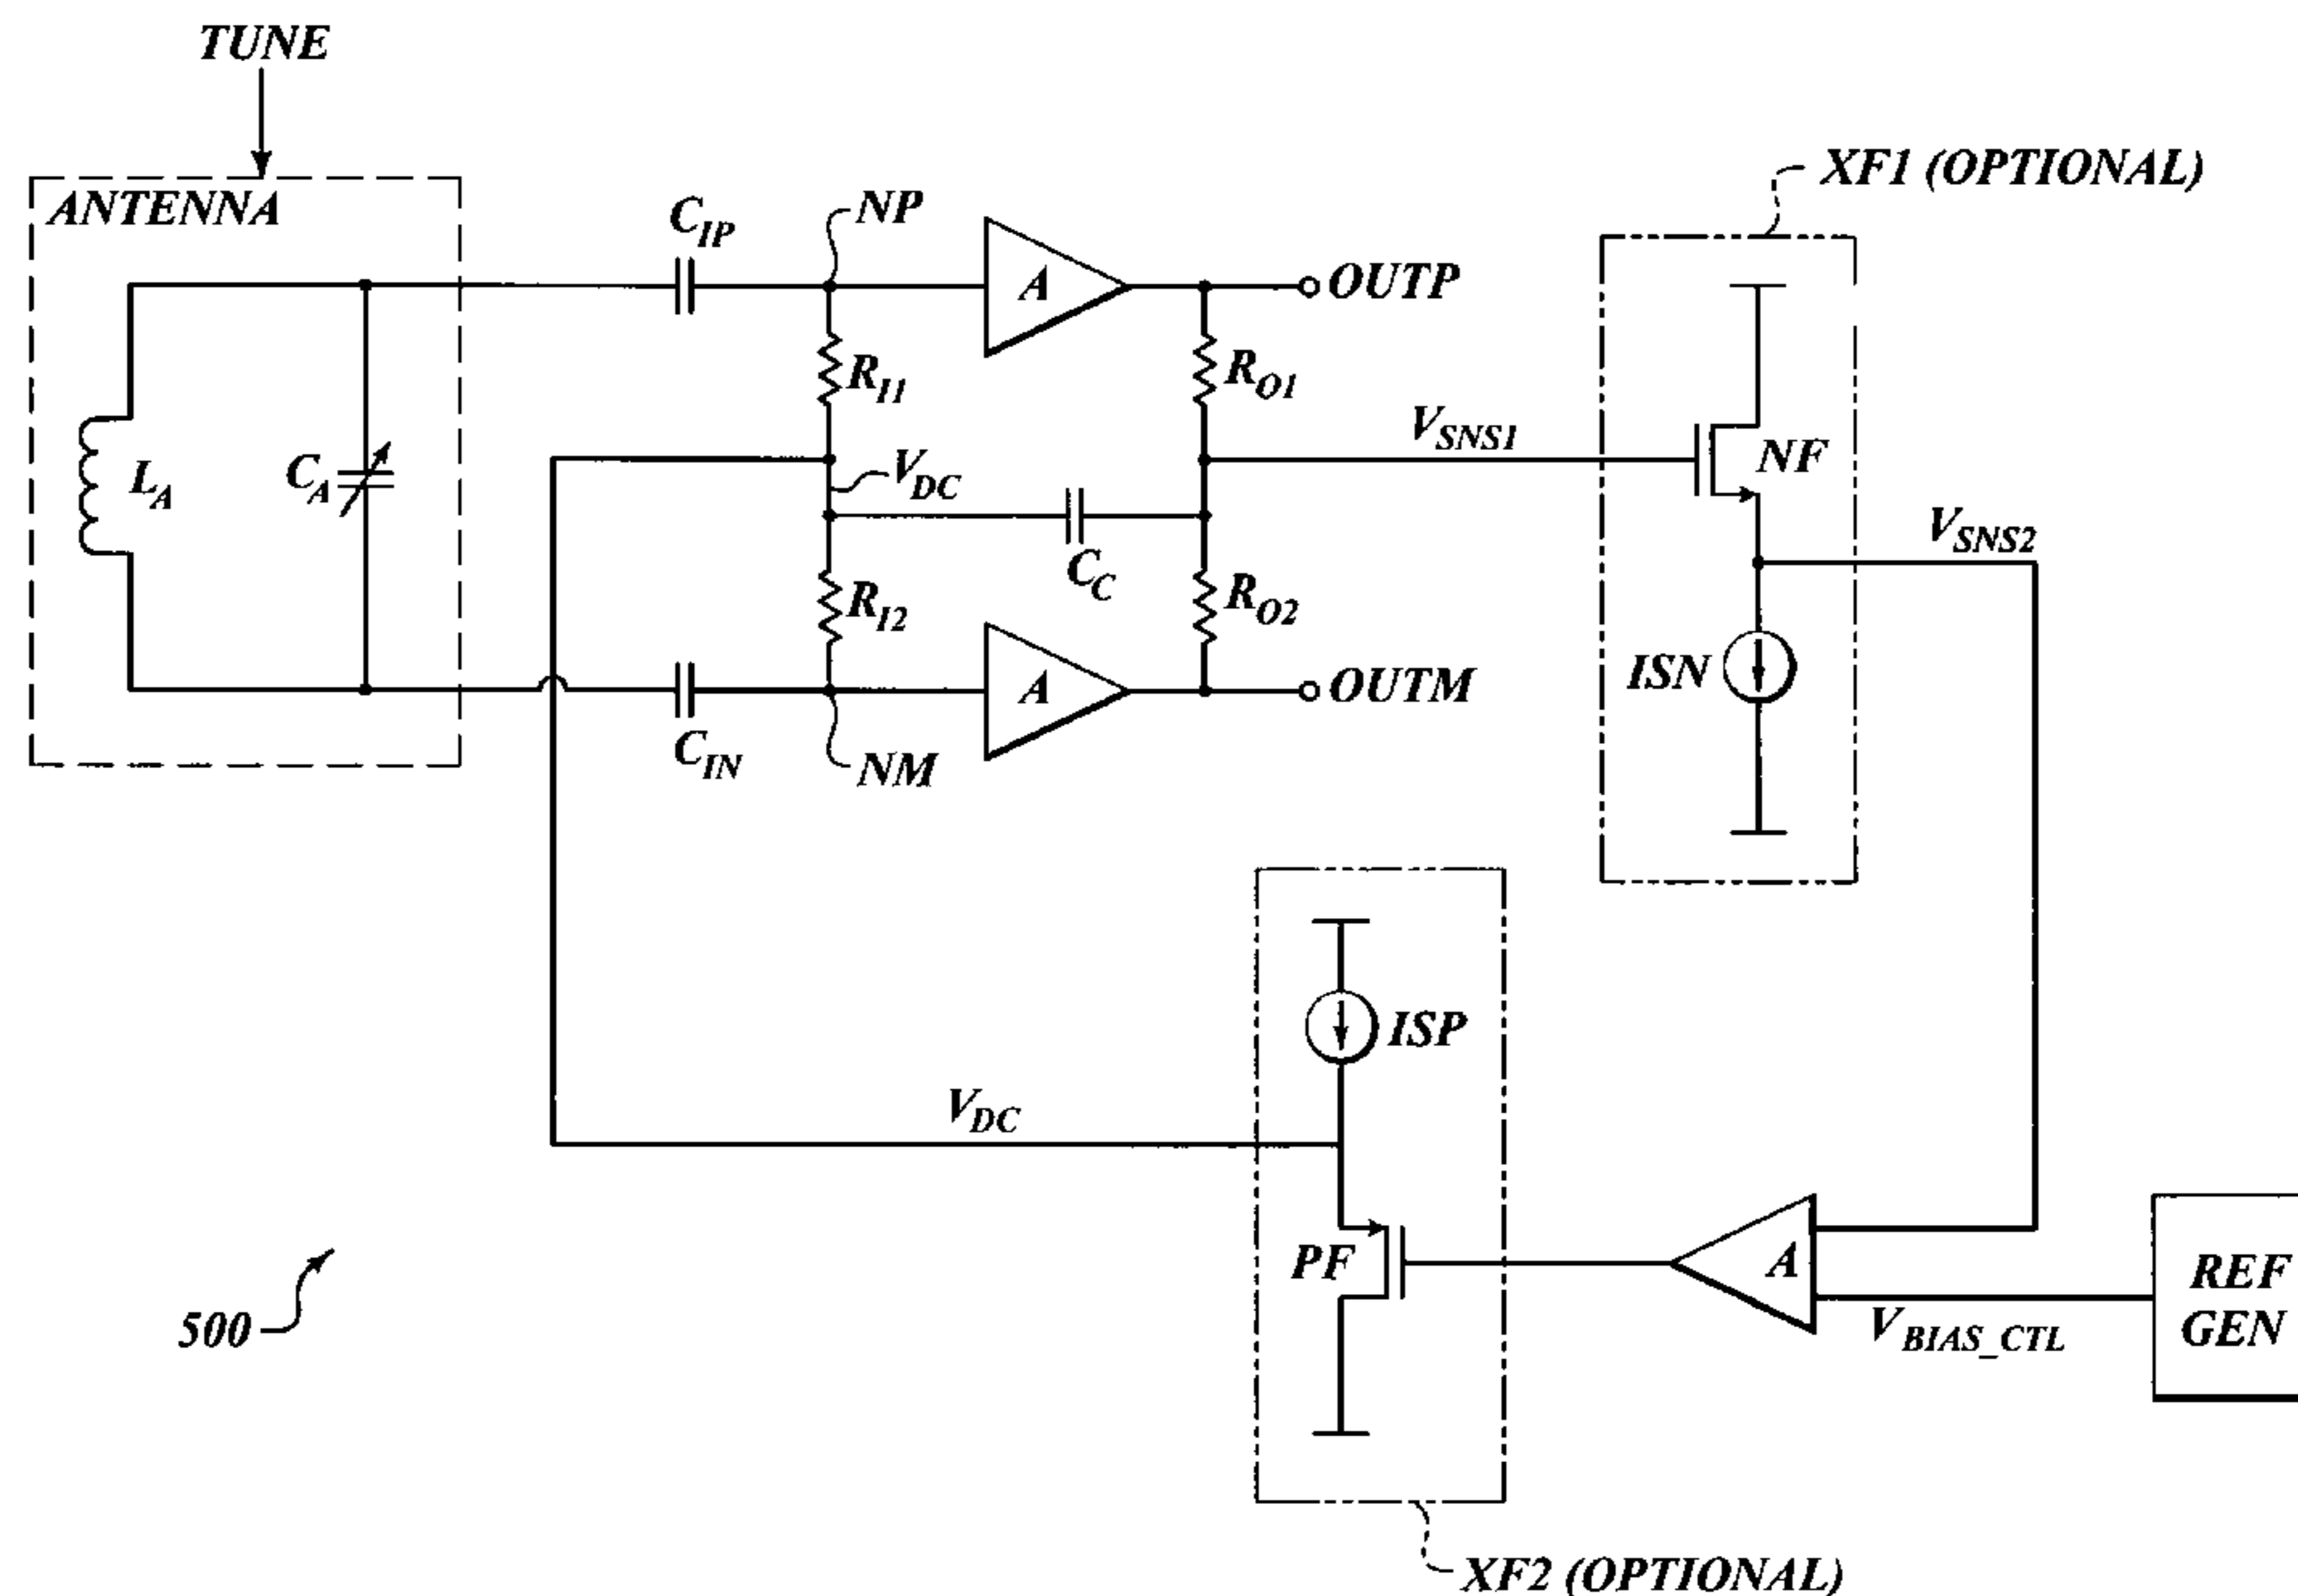 TUNE
ANTENNA
L_A
C_A
C_IP
NP
A
OUTP
R_I1
R_O1
V_DC
C_C
R_I2
R_O2
C_IN
NM
A
OUTM
V_SNS1
XF1 (OPTIONAL)
NF
V_SNS2
ISN
ISP
V_DC
PF
A
V_BIAS_CTL
REF
GEN
500
XF2 (OPTIONAL)